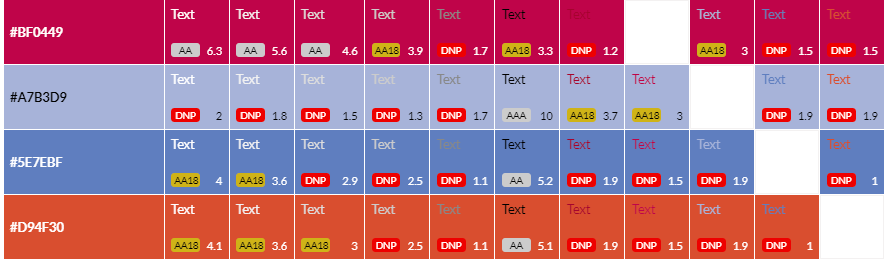 Text Text Text Text Text Text Text Text Text Text
#BF0449
AA 6.3 AA 5.6 AA 4.6 AA18 3.9 DNP 1.7 AA18 3.3 DNP 1.2 AA18 3 DNP 1.5 DNP 1.5
Text Text Text Text Text Text Text Text Text Text
#A7B3D9
DNP 2 DNP 1.8 DNP 1.5 DNP 1.3 DNP 1.7 AAA 10 AA18 3.7 AA18 3 DNP 1.9 DNP 1.9
Text Text Text Text Text Text Text Text Text Text
#5E7EBF
AA18 4 AA18 3.6 DNP 2.9 DNP 2.5 DNP 1.1 AA 5.2 DNP 1.9 DNP 1.5 DNP 1.9 DNP 1
Text Text Text Text Text Text Text Text Text Text
#D94F30
AA18 4.1 AA18 3.6 AA18 3 DNP 2.5 DNP 1.1 AA 5.1 DNP 1.9 DNP 1.5 DNP 1.9 DNP 1